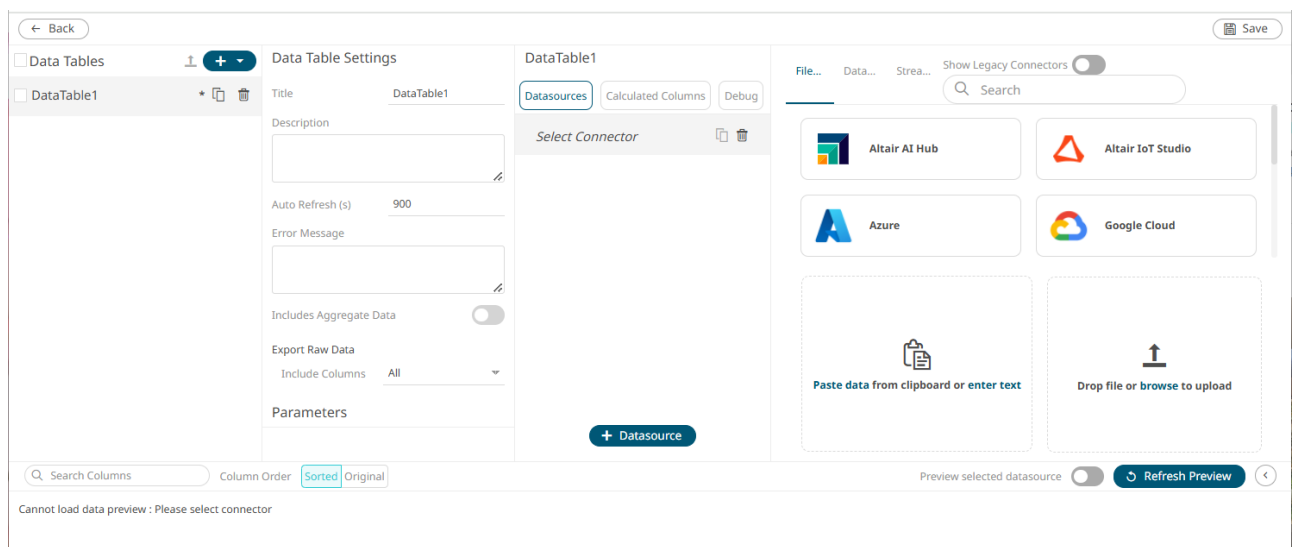 Back
Save
Data Tables
DataTable1 *
Data Table Settings
Title DataTable1
Description
Auto Refresh (s) 900
Error Message
Includes Aggregate Data
Export Raw Data
Include Columns All
Parameters
DataTable1
Datasources Calculated Columns Debug
Select Connector
+ Datasource
File... Data... Strea... Show Legacy Connectors
Search
Altair AI Hub
Altair IoT Studio
Azure
Google Cloud
Paste data from clipboard or enter text
Drop file or browse to upload
Search Columns Column Order Sorted Original
Preview selected datasource Refresh Preview
Cannot load data preview : Please select connector